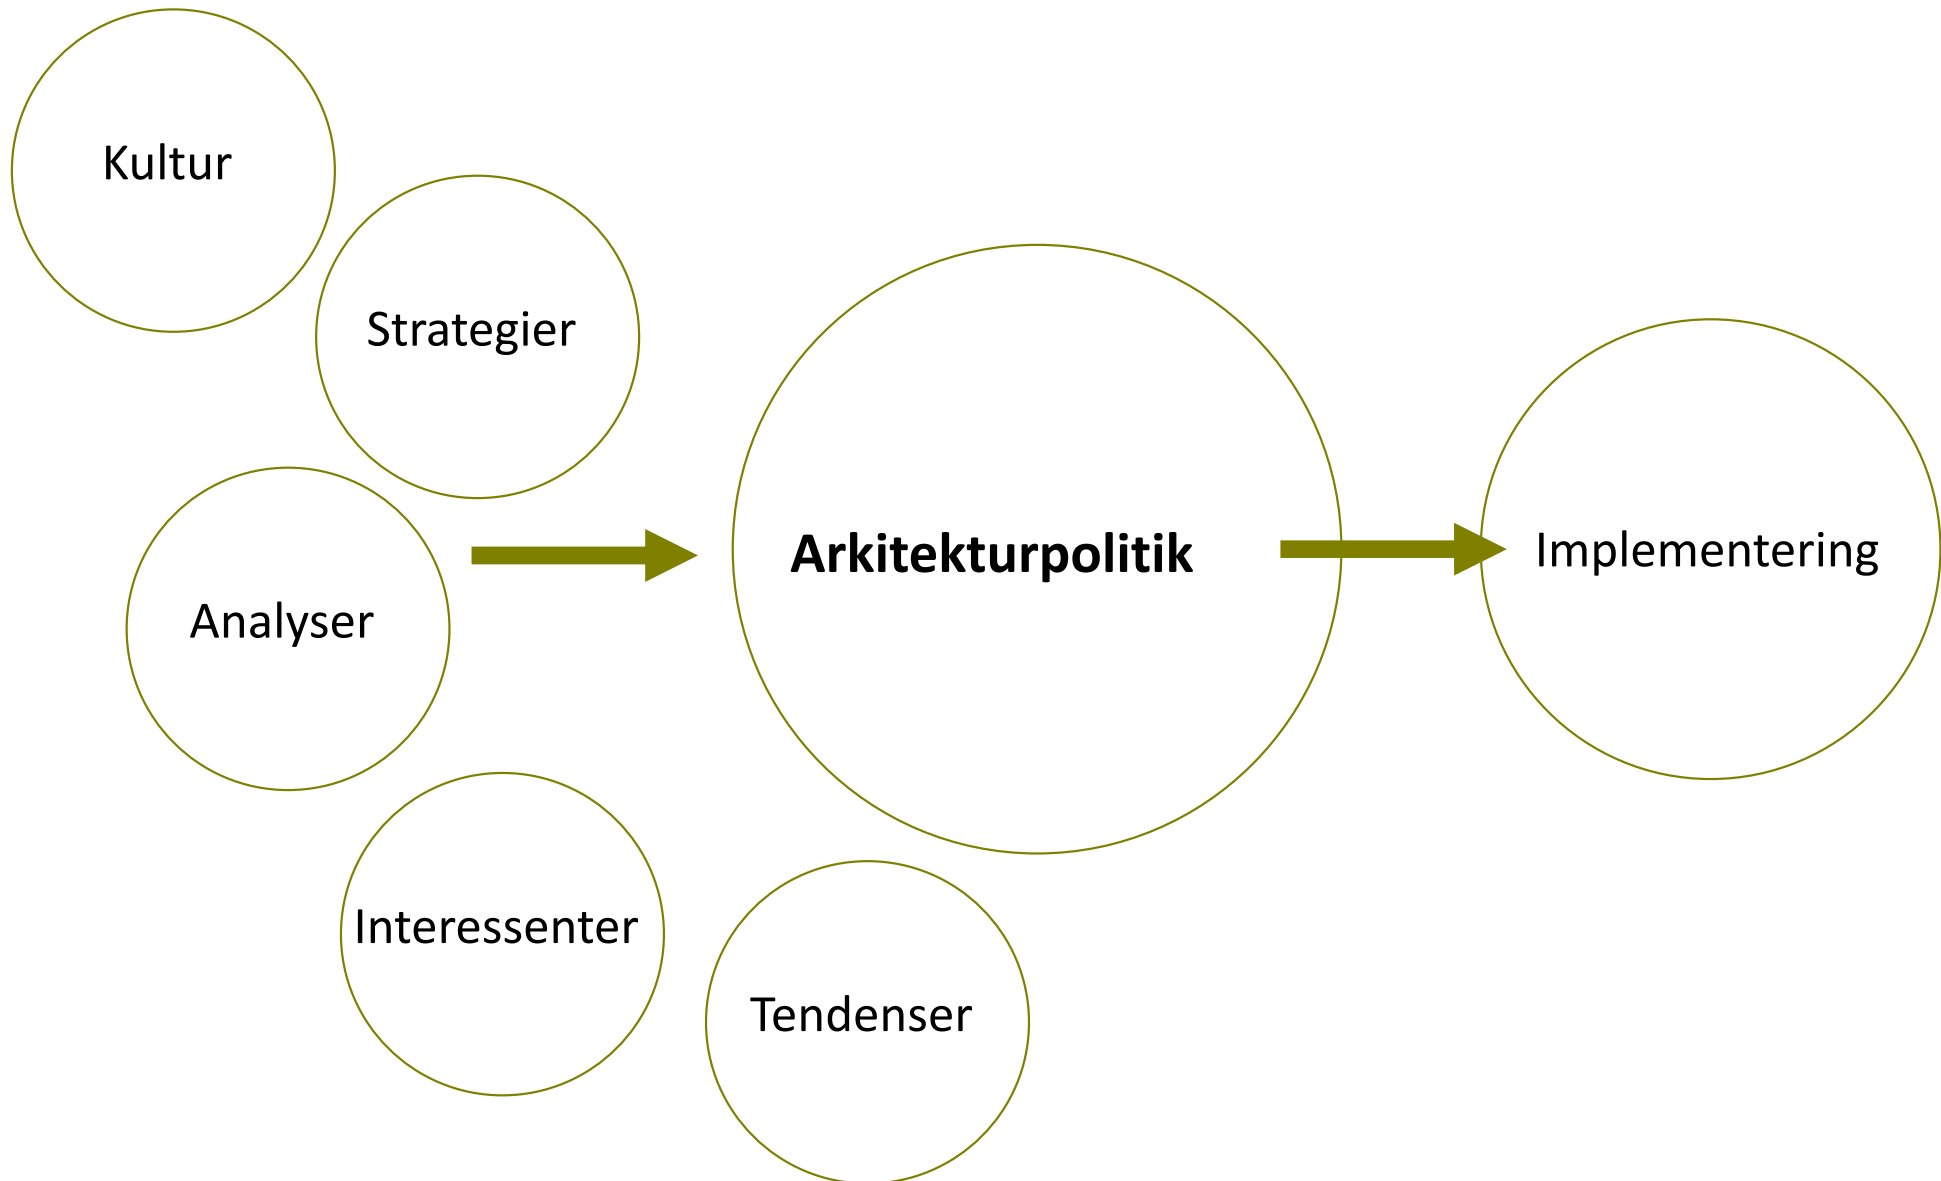 Kultur
Strategier
Analyser
Arkitekturpolitik
Implementering
Interessenter
Tendenser